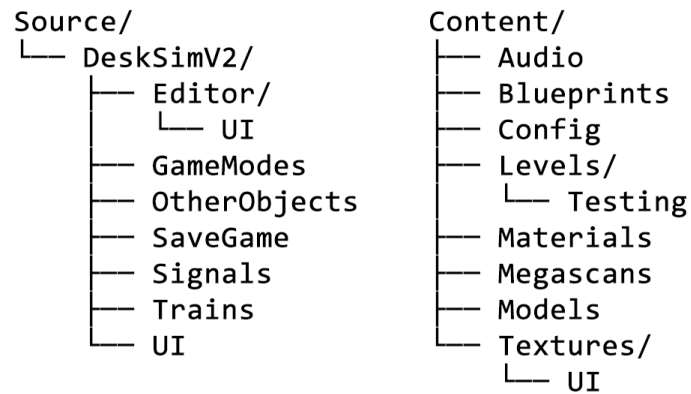 Source/
└── DeskSimV2/
    ├── Editor/
    │   └── UI
    ├── GameModes
    ├── OtherObjects
    ├── SaveGame
    ├── Signals
    ├── Trains
    └── UI
Content/
├── Audio
├── Blueprints
├── Config
├── Levels/
│   └── Testing
├── Materials
├── Megascans
├── Models
└── Textures/
    └── UI